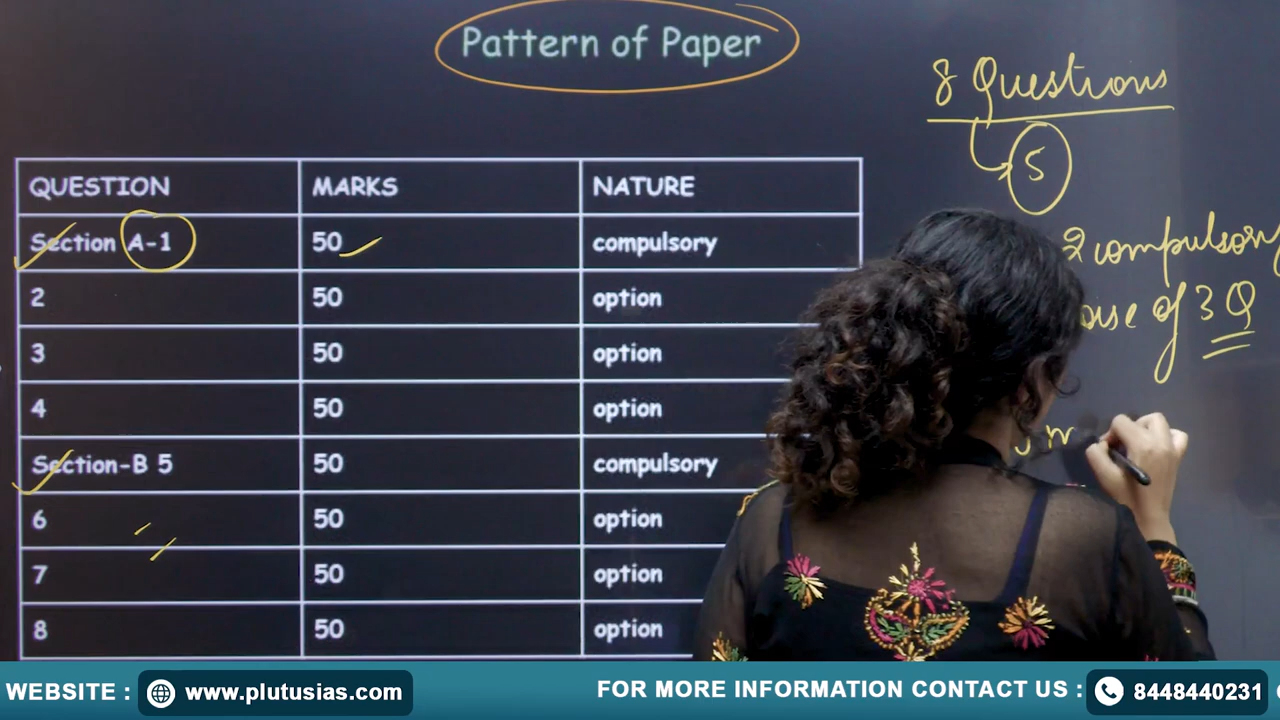 Pattern of Paper
8 Questions
5
QUESTION MARKS NATURE
Section A-1 50 compulsory
2 50 option
3 50 option
4 50 option
Section-B 5 50 compulsory
6 50 option
7 50 option
8 50 option
2 compulsory
of 3 Q
WEBSITE : www.plutusias.com
FOR MORE INFORMATION CONTACT US : 8448440231